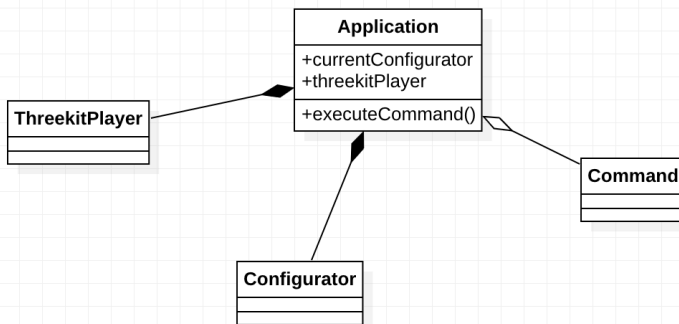 Application
+currentConfigurator
+threekitPlayer
+executeCommand()
ThreekitPlayer
Command
Configurator